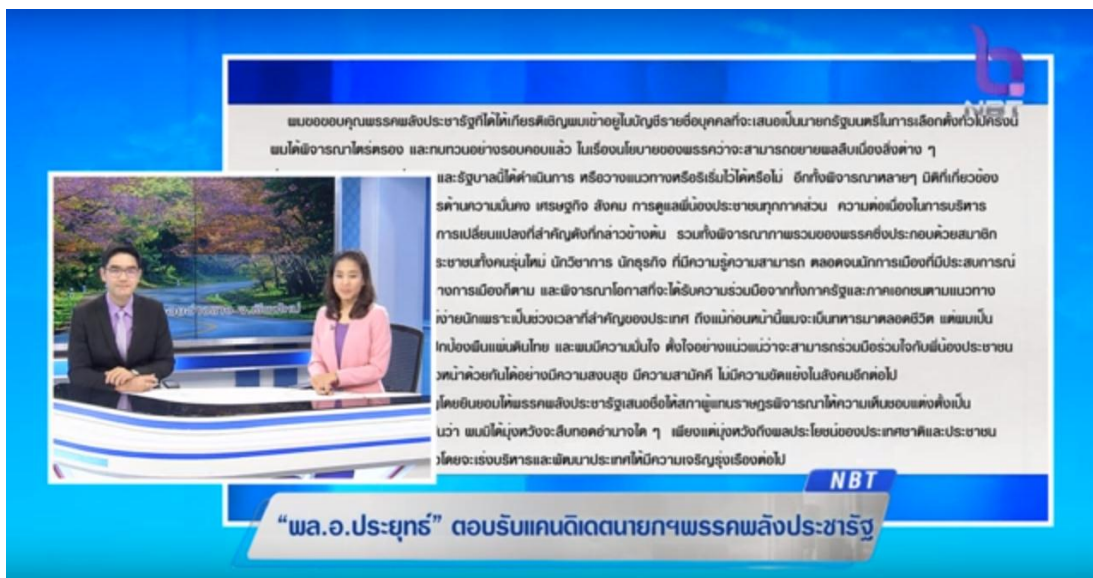 NBT
ผมขอขอบคุณพรรคพลังประชารัฐที่ได้ให้เกียรติเชิญผมเข้าอยู่ในบัญชีรายชื่อบุคคลที่จะเสนอเป็นนายกรัฐมนตรีในการเลือกตั้งทั่วไปครั้งนี้
ผมได้พิจารณาไตร่ตรอง และทบทวนอย่างรอบคอบแล้ว ในเรื่องนโยบายของพรรคว่าจะสามารถขยายผลสืบเนื่องสิ่งต่าง ๆ
และรัฐบาลนี้ได้ดำเนินการ หรือวางแนวทางหรือริเริ่มไว้ได้หรือไม่ อีกทั้งพิจารณาหลายๆ มิติที่เกี่ยวข้อง
รด้านความมั่นคง เศรษฐกิจ สังคม การดูแลพี่น้องประชาชนทุกภาคส่วน ความต่อเนื่องในการบริหาร
การเปลี่ยนแปลงที่สำคัญดังที่กล่าวข้างต้น รวมทั้งพิจารณาภาพรวมของพรรคซึ่งประกอบด้วยสมาชิก
ระชาชนทั้งคนรุ่นใหม่ นักวิชาการ นักธุรกิจ ที่มีความรู้ความสามารถ ตลอดจนนักการเมืองที่มีประสบการณ์
างการเมืองก็ตาม และพิจารณาโอกาสที่จะได้รับความร่วมมือจากทั้งภาครัฐและภาคเอกชนตามแนวทาง
ง่ายนักเพราะเป็นช่วงเวลาที่สำคัญของประเทศ ถึงแม้ก่อนหน้านี้ผมจะเป็นทหารมาตลอดชีวิต แต่ผมเป็น
กป้องผืนแผ่นดินไทย และผมมีความมั่นใจ ตั้งใจอย่างแน่วแน่ว่าจะสามารถร่วมมือร่วมใจกับพี่น้องประชาชน
วหน้าด้วยกันได้อย่างมีความสงบสุข มีความสามัคคี ไม่มีความขัดแย้งในสังคมอีกต่อไป
โดยยินยอมให้พรรคพลังประชารัฐเสนอชื่อให้สภาผู้แทนราษฎรพิจารณาให้ความเห็นชอบแต่งตั้งเป็น
นว่า ผมมิได้มุ่งหวังจะสืบทอดอำนาจใด ๆ เพียงแต่มุ่งหวังถึงผลประโยชน์ของประเทศชาติและประชาชน
โดยจะเร่งบริหารและพัฒนาประเทศให้มีความเจริญรุ่งเรืองต่อไป
NBT
“พล.อ.ประยุทธ์” ตอบรับแคนดิเดตนายกฯพรรคพลังประชารัฐ